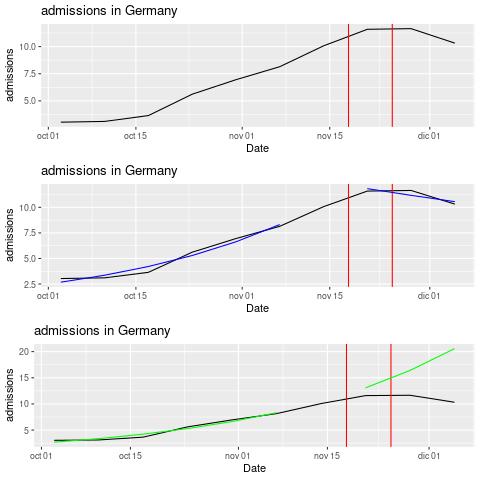 admissions in Germany
admissions
10.0
7.5
5.0
oct 01
oct 15
nov 01
nov 15
dic 01
Date
admissions in Germany
admissions
10.0
7.5
5.0
2.5
oct 01
oct 15
nov 01
nov 15
dic 01
Date
admissions in Germany
admissions
20
15
10
5
oct 01
oct 15
nov 01
nov 15
dic 01
Date